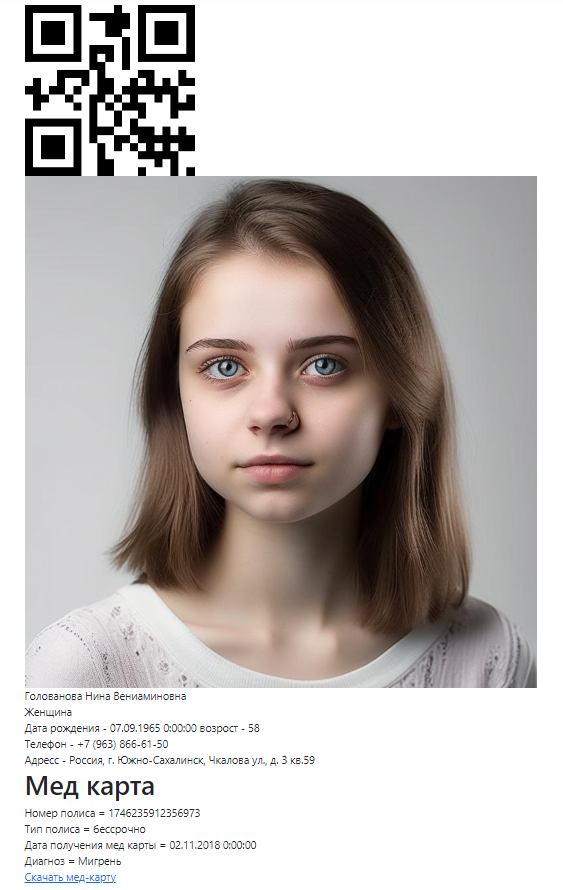 Голованова Нина Вениаминовна
Женщина
Дата рождения - 07.09.1965 0:00:00 возрост - 58
Телефон - +7 (963) 866-61-50
Адресс - Россия, г. Южно-Сахалинск, Чкалова ул., д. 3 кв.59
Мед карта
Номер полиса = 1746235912356973
Тип полиса = бессрочно
Дата получения мед карты = 02.11.2018 0:00:00
Диагноз = Мигрень
Скачать мед-карту